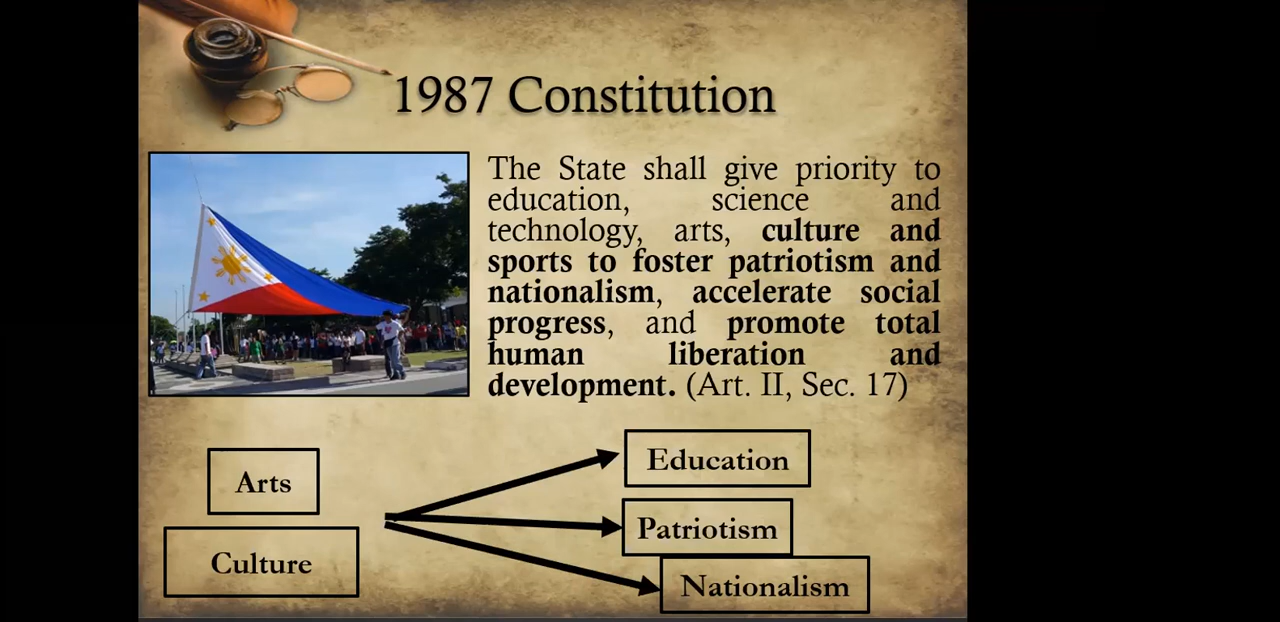 1987 Constitution
The State shall give priority to
education, science and
technology, arts, culture and
sports to foster patriotism and
nationalism, accelerate social
progress, and promote total
human liberation and
development. (Art. II, Sec. 17)
Arts
Culture
Education
Patriotism
Nationalism